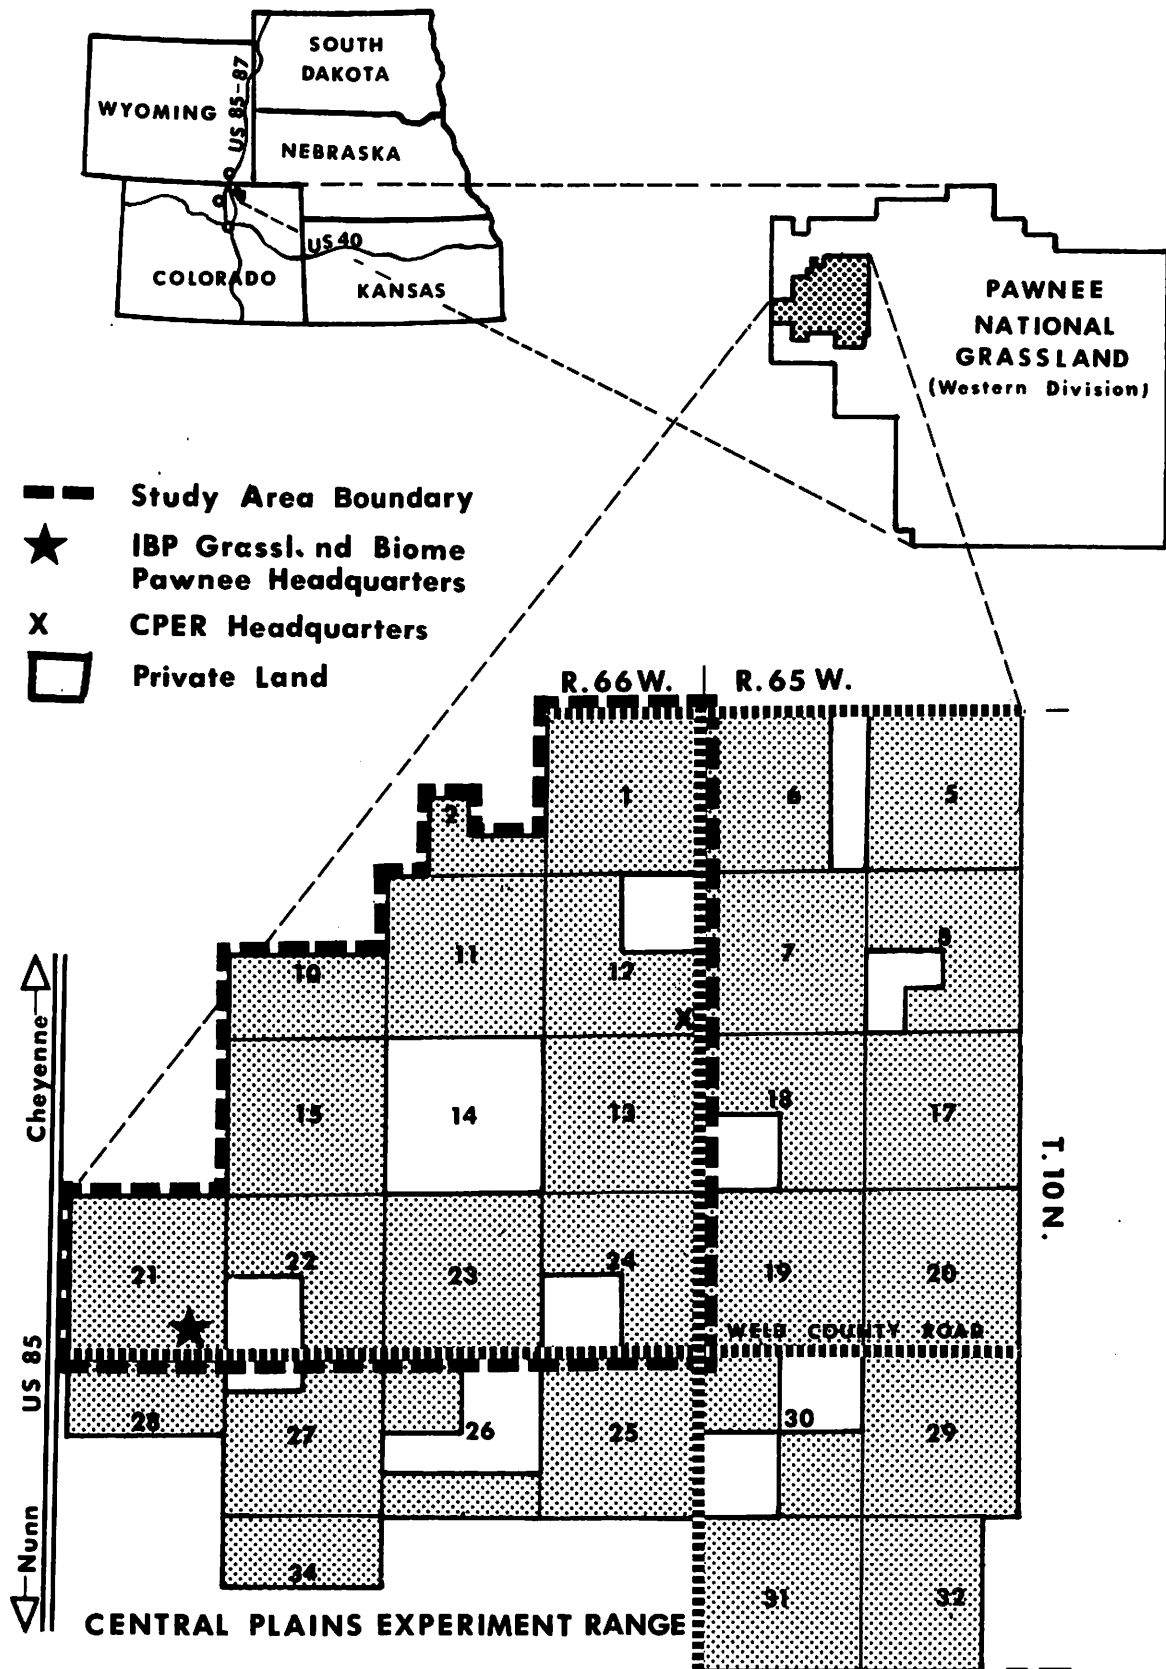 SOUTH
DAKOTA
WYOMING
US 85-87
NEBRASKA
US 40
COLORADO
KANSAS
PAWNEE
NATIONAL
GRASSLAND
(Western Division)
Study Area Boundary
IBP Grassl. nd Biome
Pawnee Headquarters
X CPER Headquarters
Private Land
R.66W. R.65 W.
1 6 5
2
11 12 7 8
10
X
15 14 13 18 17
T. 10 N.
21 22 23 24 19 20
WELD COUNTY ROAD
28 27 26 25 30 29
34 31 32
Cheyenne
US 85
Nunn
CENTRAL PLAINS EXPERIMENT RANGE